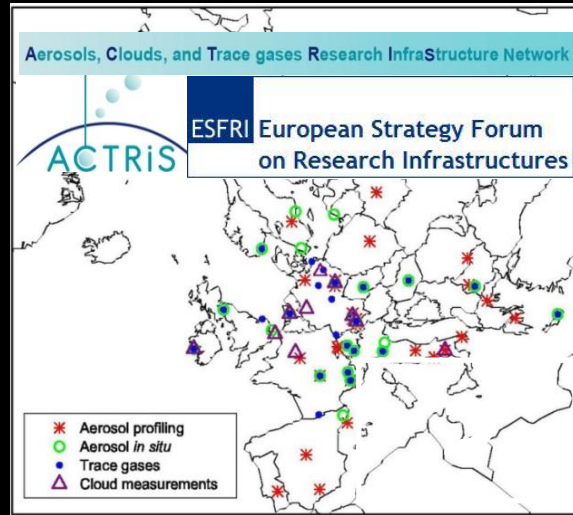 Aerosols, Clouds, and Trace gases Research InfraStructure Network
ACTRiS
ESFRI
European Strategy Forum
on Research Infrastructures
Aerosol profiling
Aerosol in situ
Trace gases
Cloud measurements